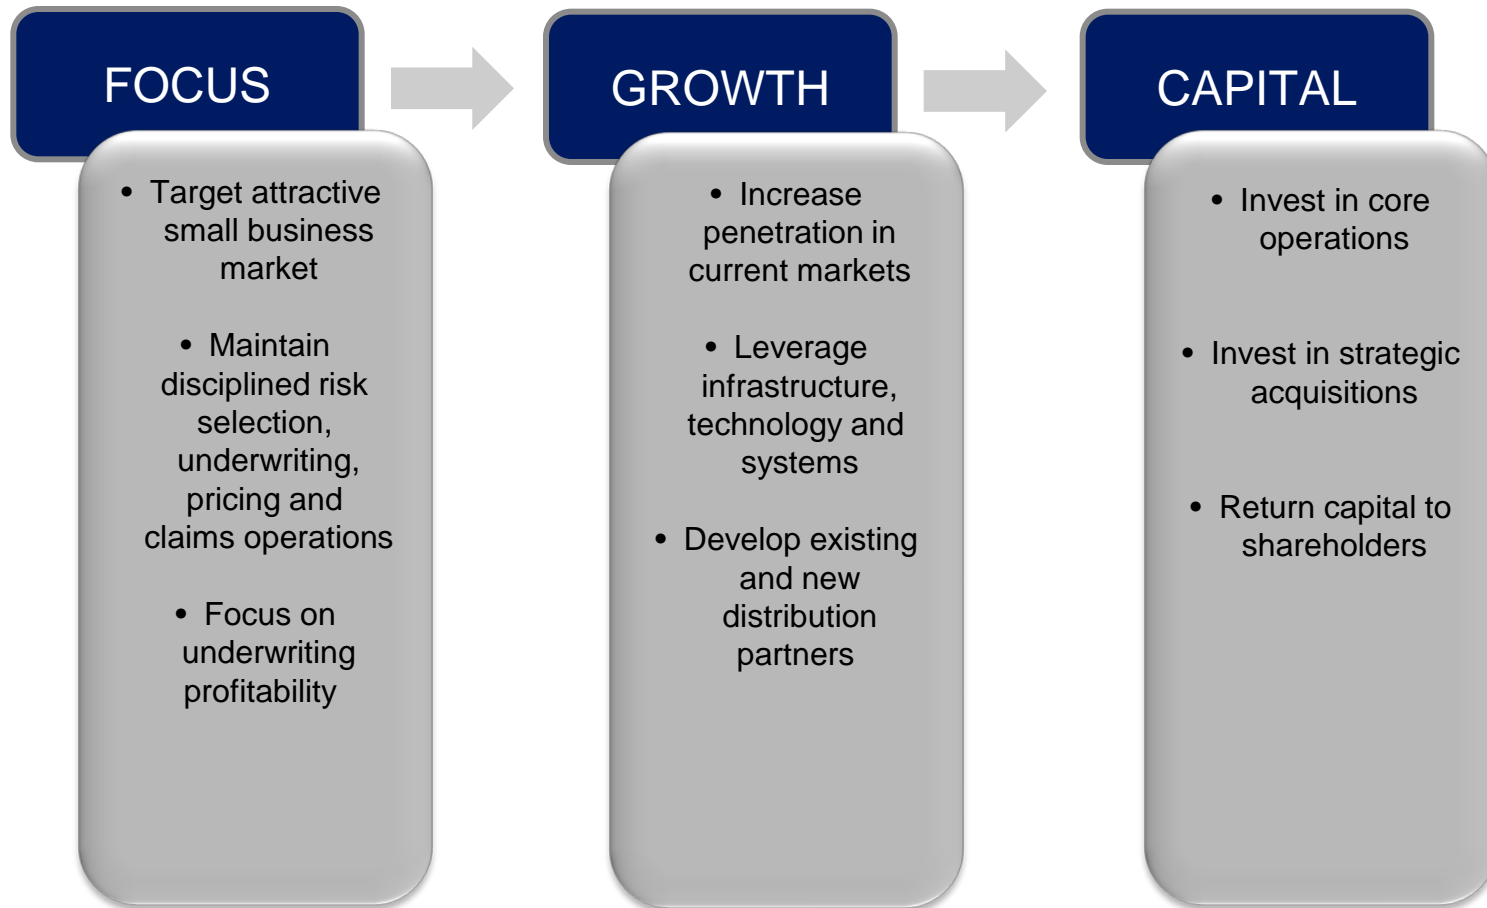 FOCUS
• Target attractive
small business
market
• Maintain
disciplined risk
selection,
underwriting,
pricing and
claims operations
• Focus on
underwriting
profitability
GROWTH
• Increase
penetration in
current markets
• Leverage
infrastructure,
technology and
systems
• Develop existing
and new
distribution
partners
CAPITAL
• Invest in core
operations
• Invest in strategic
acquisitions
• Return capital to
shareholders